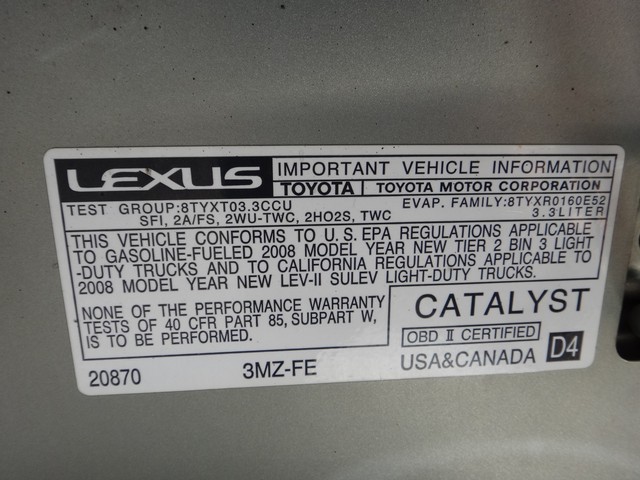 LEXUS IMPORTANT VEHICLE INFORMATION
TOYOTA TOYOTA MOTOR CORPORATION
TEST GROUP:8TYXT03.3CCU EVAP. FAMILY:8TYXR0160E52
SFI, 2A/FS, 2WU-TWC, 2HO2S, TWC 3.3LITER
THIS VEHICLE CONFORMS TO U.S.EPA REGULATIONS APPLICABLE
TO GASOLINE-FUELED 2008 MODEL YEAR NEW TIER 2 BIN 3 LIGHT
-DUTY TRUCKS AND TO CALIFORNIA REGULATIONS APPLICABLE TO
2008 MODEL YEAR NEW LEV-II SULEV LIGHT-DUTY TRUCKS.
NONE OF THE PERFORMANCE WARRANTY
TESTS OF 40 CFR PART 85, SUBPART W,
IS TO BE PERFORMED.
CATALYST
OBD II CERTIFIED
USA&CANADA D4
20870 3MZ-FE